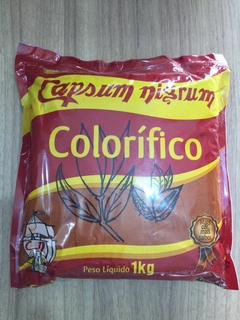 Capsum nigrum
Colorífico
Peso Líquido 1kg